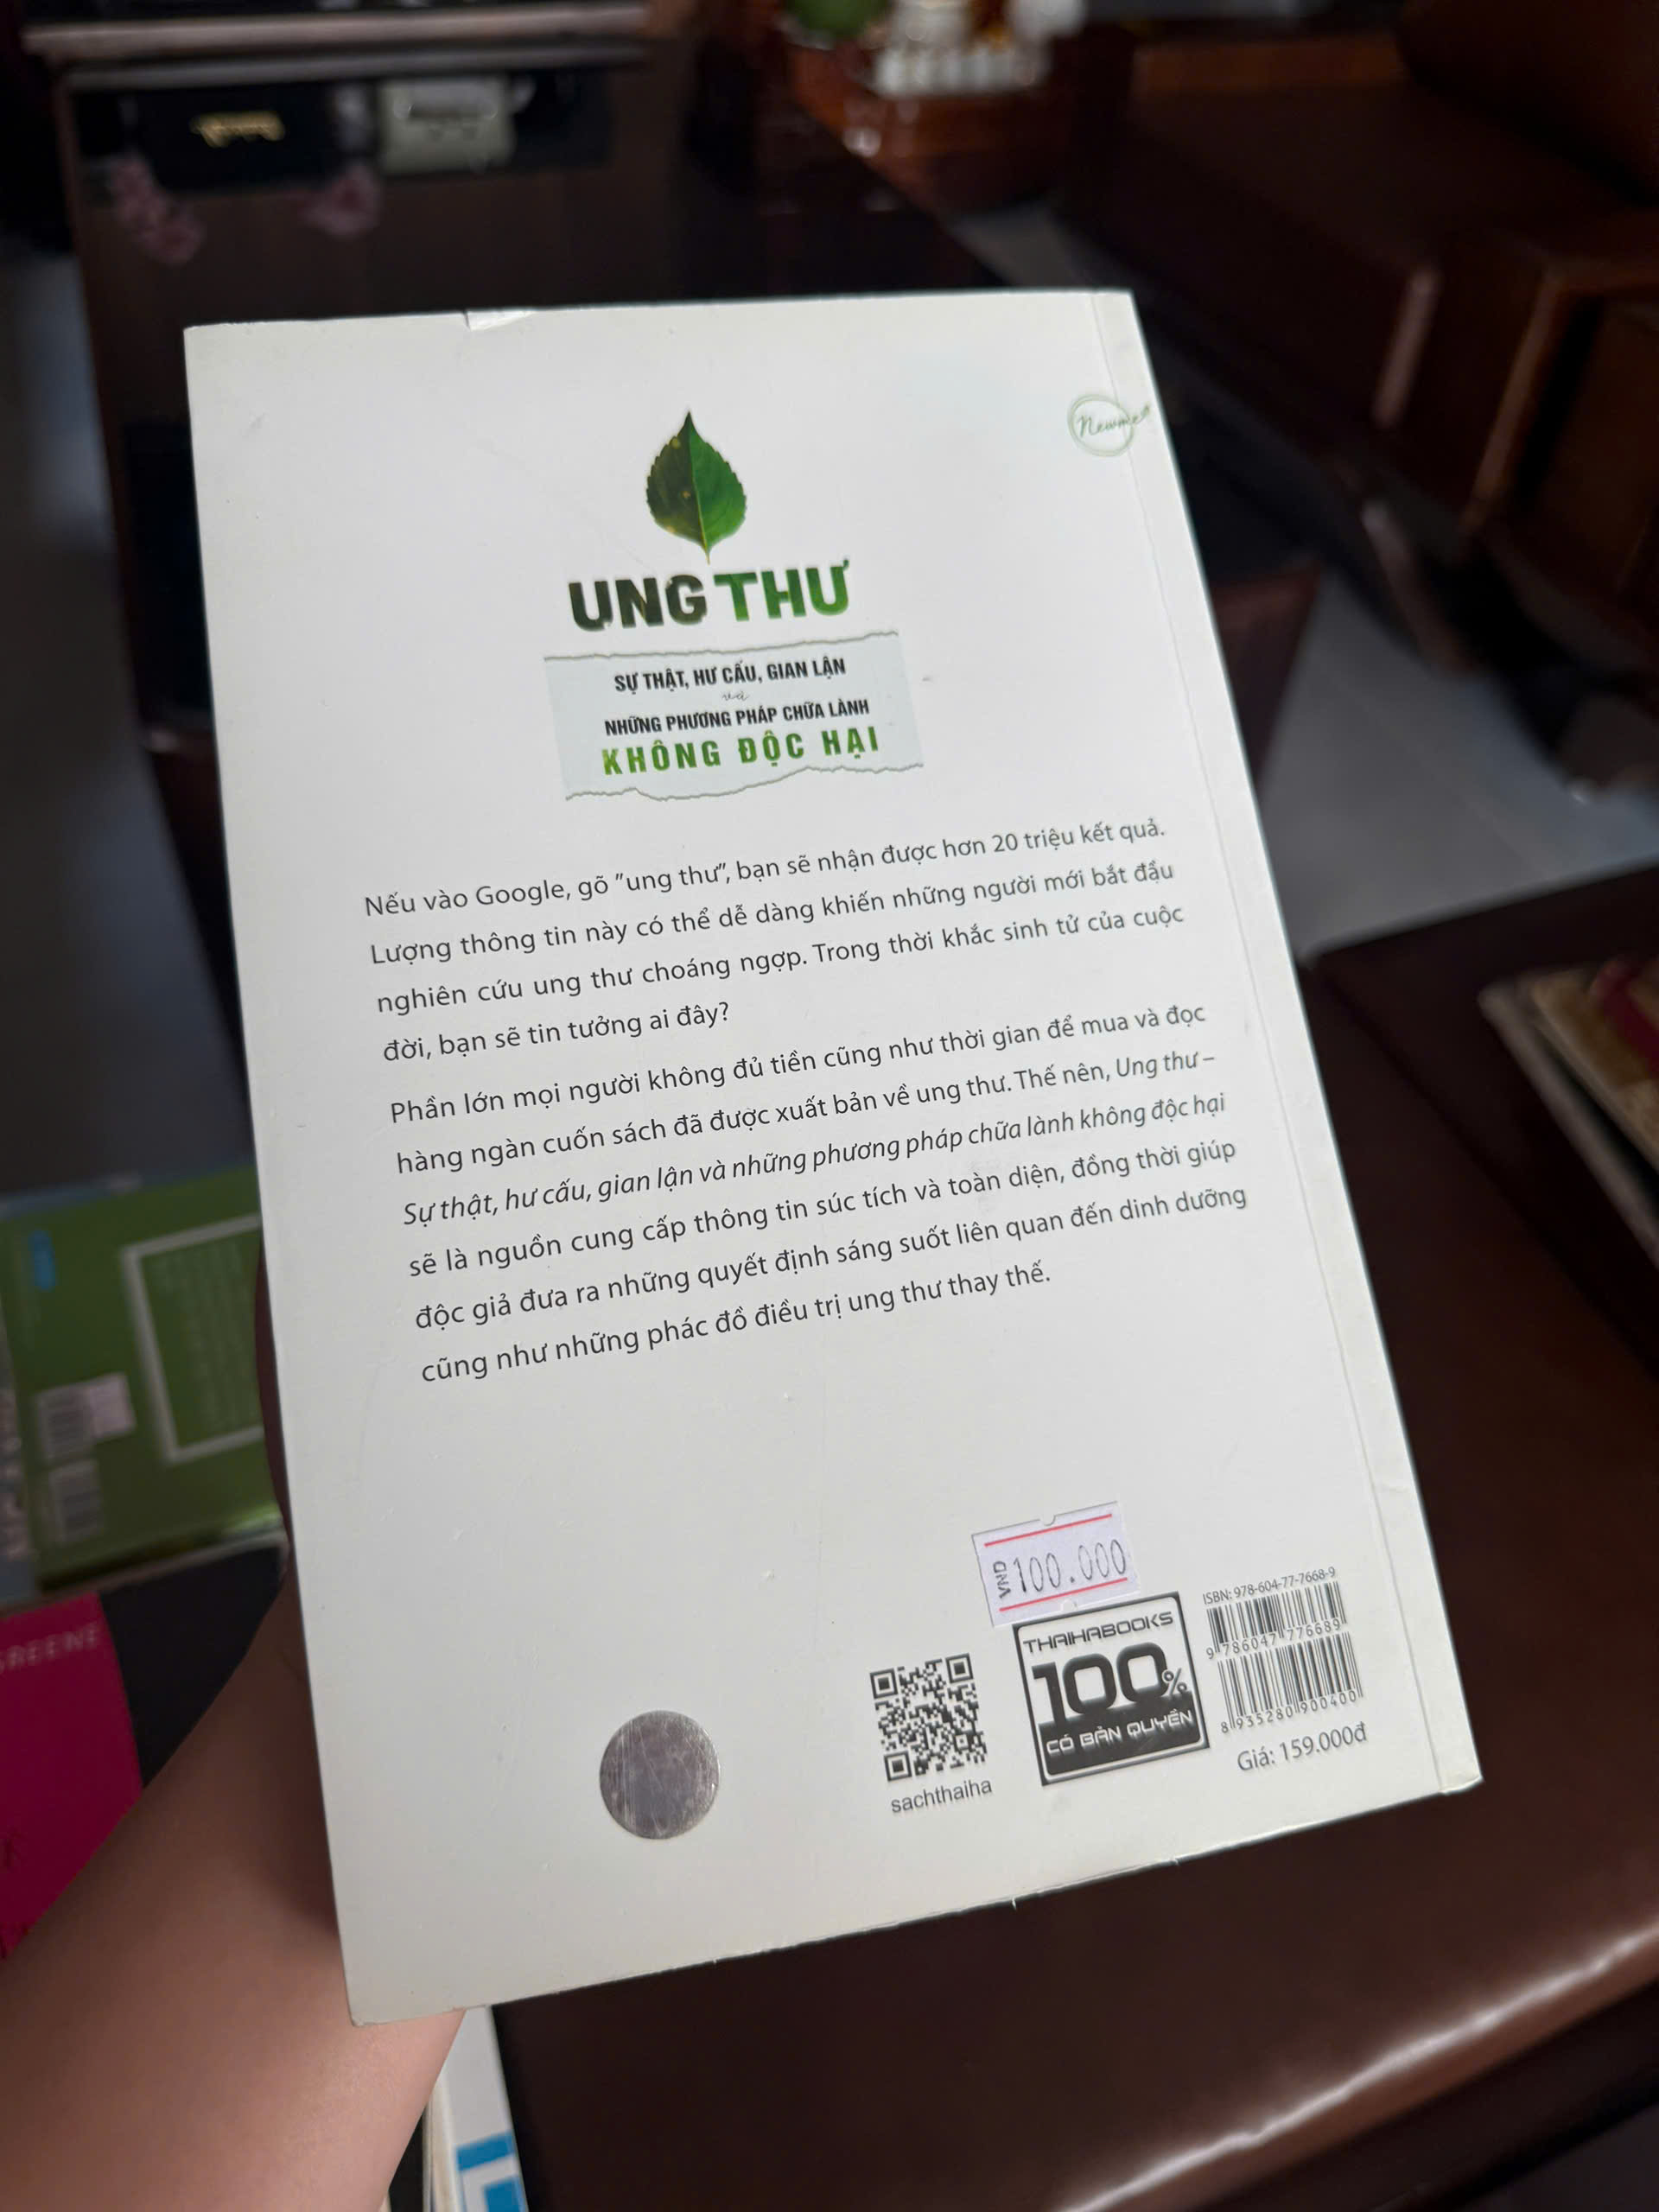 Newme
UNG THƯ
SỰ THẬT, HƯ CẤU, GIAN LẬN
và
NHỮNG PHƯƠNG PHÁP CHỮA LÀNH
KHÔNG ĐỘC HẠI
Nếu vào Google, gõ "ung thư", bạn sẽ nhận được hơn 20 triệu kết quả.
Lượng thông tin này có thể dễ dàng khiến những người mới bắt đầu
nghiên cứu ung thư choáng ngợp. Trong thời khắc sinh tử của cuộc
đời, bạn sẽ tin tưởng ai đây?
Phần lớn mọi người không đủ tiền cũng như thời gian để mua và đọc
hàng ngàn cuốn sách đã được xuất bản về ung thư. Thế nên, Ung thư –
Sự thật, hư cấu, gian lận và những phương pháp chữa lành không độc hại
sẽ là nguồn cung cấp thông tin súc tích và toàn diện, đồng thời giúp
độc giả đưa ra những quyết định sáng suốt liên quan đến dinh dưỡng
cũng như những phác đồ điều trị ung thư thay thế.
VND 100.000
THAIHABOOKS
100%
CÓ BẢN QUYỀN
sachthaiha
ISBN: 978-604-77-7668-9
9 786047 776689
8 935280 900400
Giá: 159.000đ
GREENE